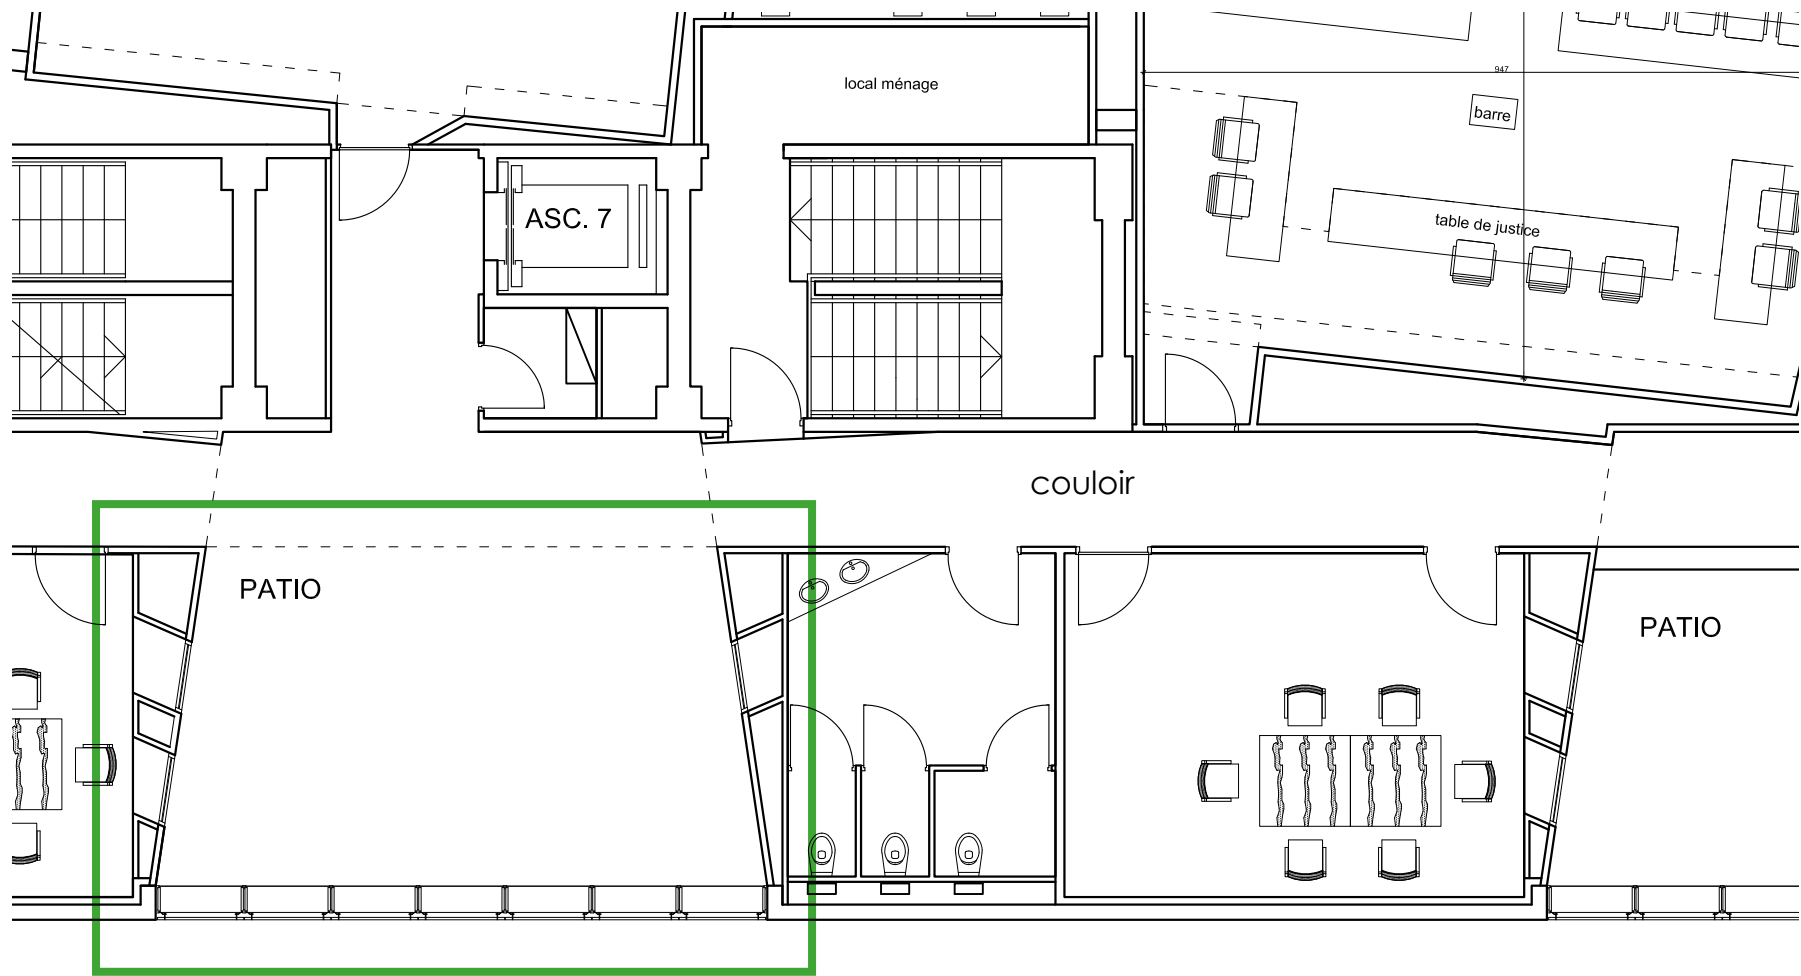 local ménage
947
barre
ASC. 7
table de justice
couloir
PATIO
PATIO